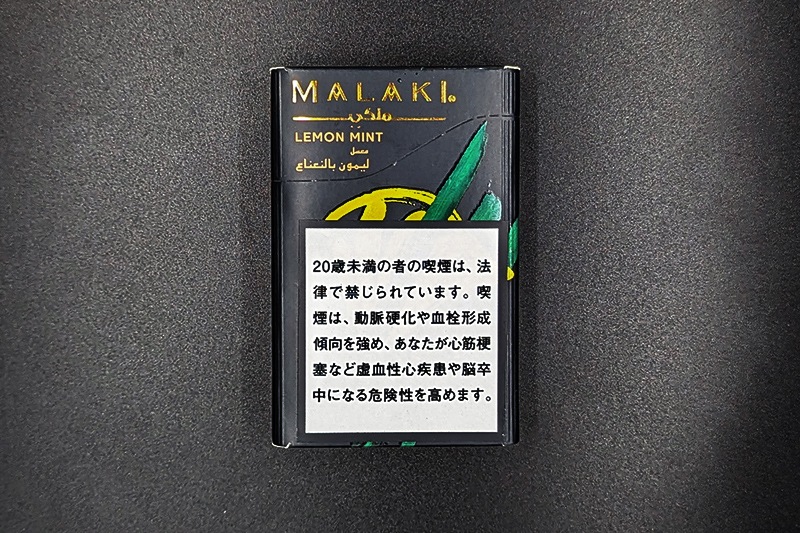 MALAKI®
ملكي
LEMON MINT
معسل
ليمون بالنعناع
20歳未満の者の喫煙は、法
律で禁じられています。喫
煙は、動脈硬化や血栓形成
傾向を強め、あなたが心筋梗
塞など虚血性心疾患や脳卒
中になる危険性を高めます。